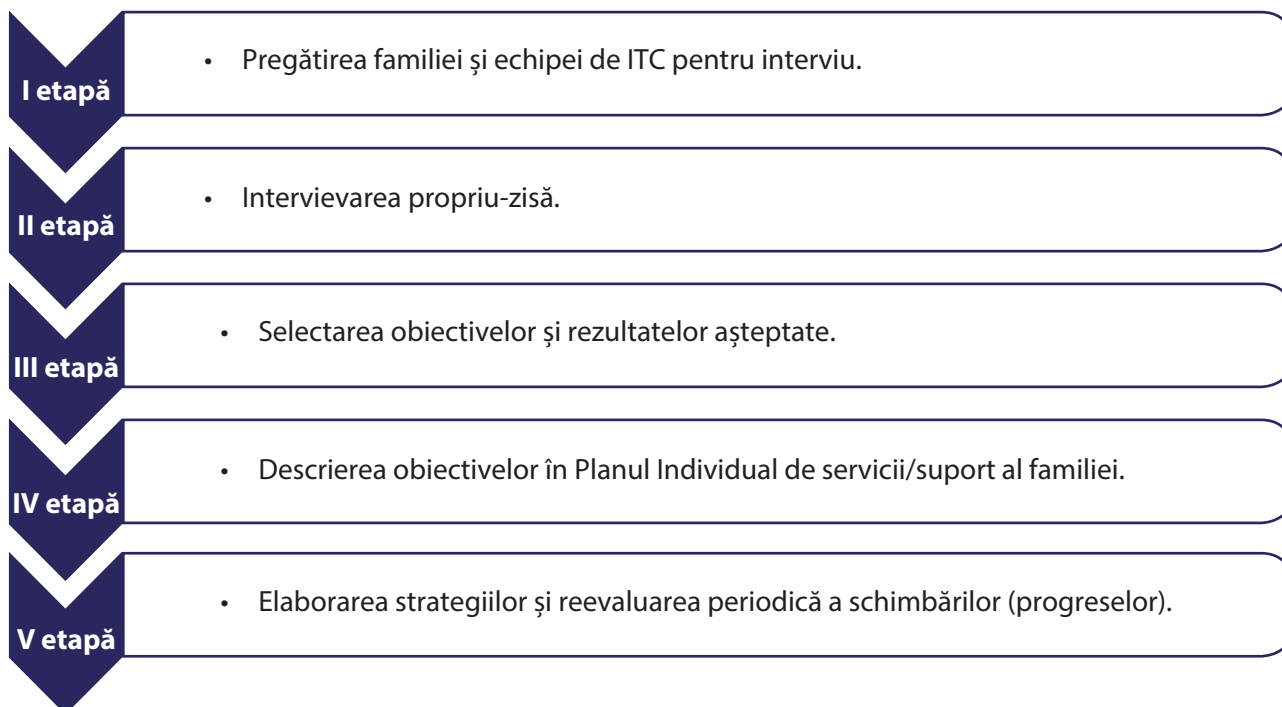 I etapă
• Pregătirea familiei și echipei de ITC pentru interviu.
II etapă
• Intervievarea propriu-zisă.
III etapă
• Selectarea obiectivelor și rezultatelor așteptate.
IV etapă
• Descrierea obiectivelor în Planul Individual de servicii/suport al familiei.
V etapă
• Elaborarea strategiilor și reevaluarea periodică a schimbărilor (progreselor).